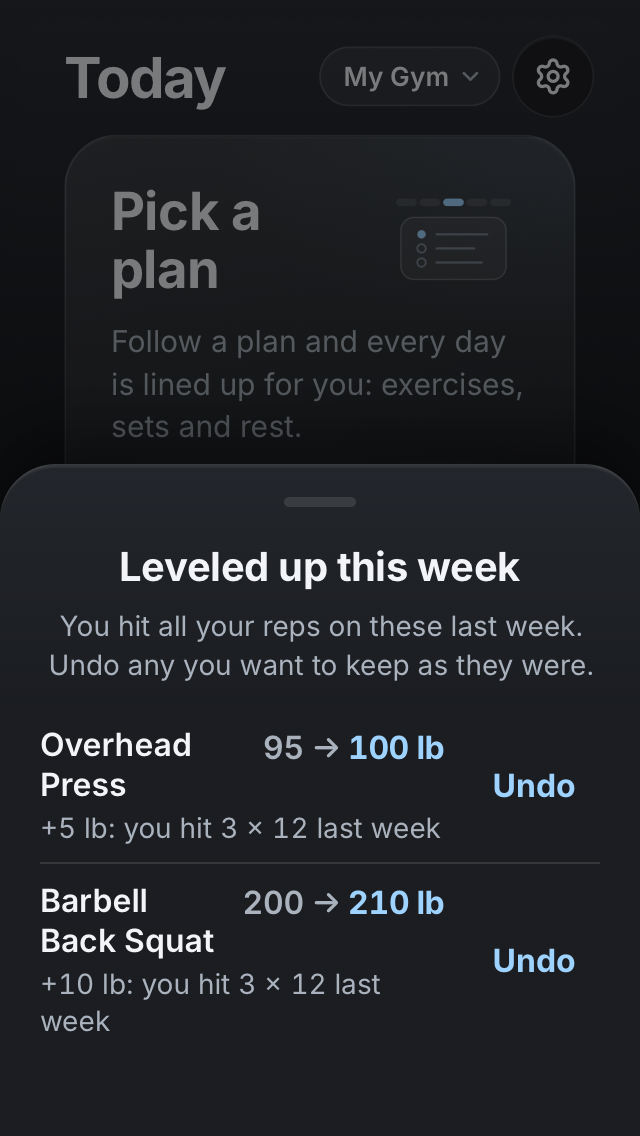 Today
My Gym
Pick a
plan
Follow a plan and every day
is lined up for you: exercises,
sets and rest.
Leveled up this week
You hit all your reps on these last week.
Undo any you want to keep as they were.
Overhead
Press
95 → 100 lb
Undo
+5 lb: you hit 3 × 12 last week
Barbell
Back Squat
200 → 210 lb
Undo
+10 lb: you hit 3 × 12 last
week